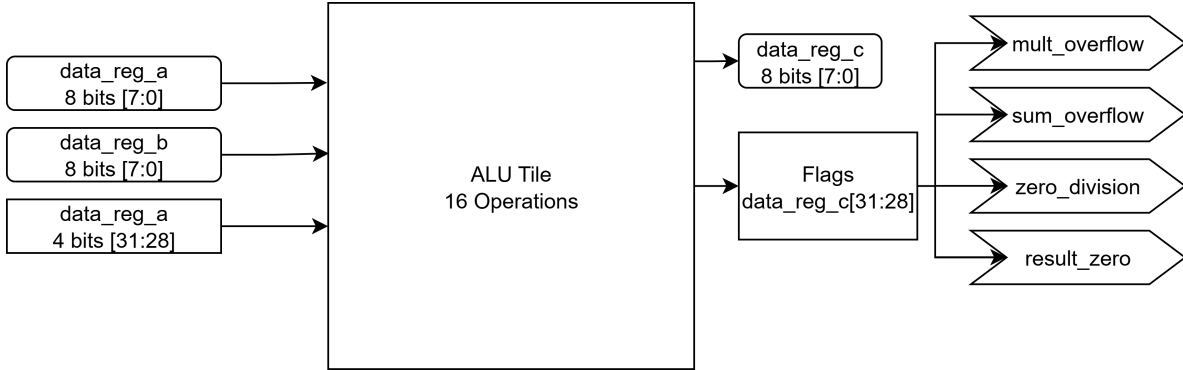 data_reg_a
8 bits [7:0]
data_reg_b
8 bits [7:0]
data_reg_a
4 bits [31:28]
ALU Tile
16 Operations
data_reg_c
8 bits [7:0]
Flags
data_reg_c[31:28]
mult_overflow
sum_overflow
zero_division
result_zero